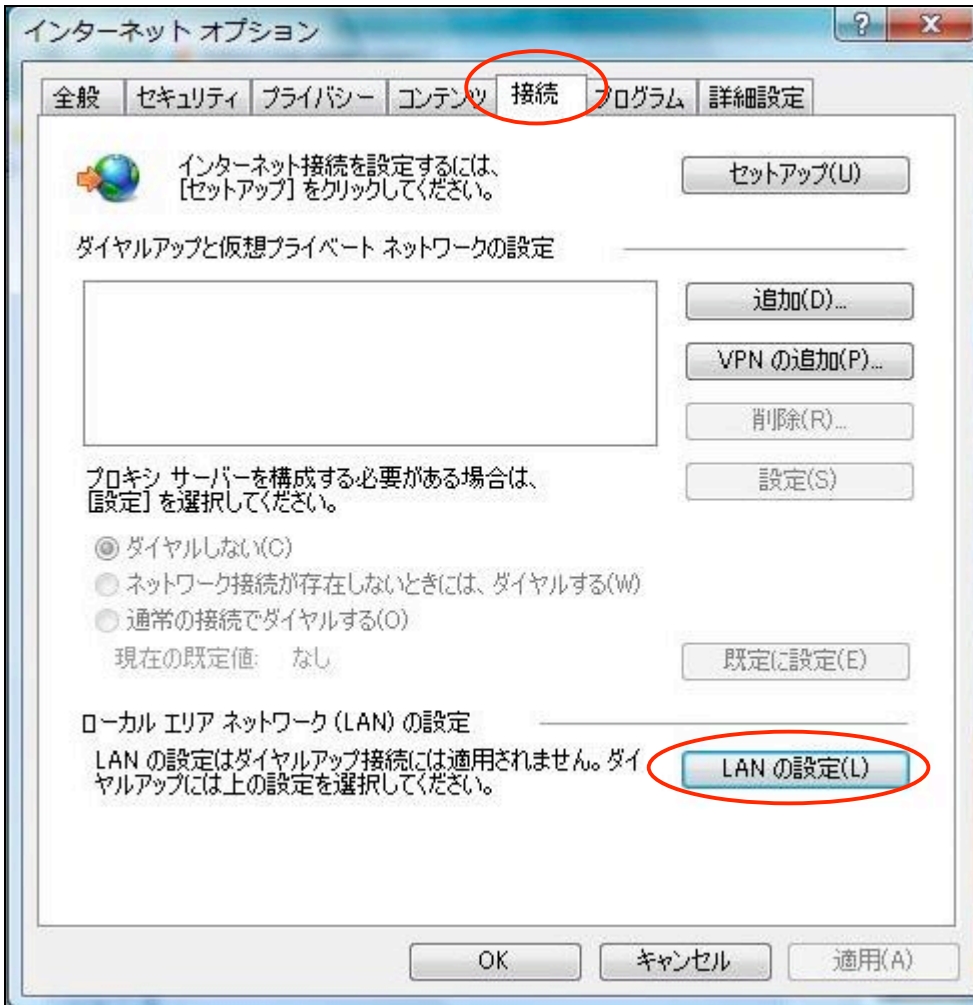 インターネット オプション
?
全般 セキュリティ プライバシー コンテンツ 接続 プログラム 詳細設定
インターネット接続を設定するには、
[セットアップ] をクリックしてください。
セットアップ(U)
ダイヤルアップと仮想プライベート ネットワークの設定
追加(D)...
VPN の追加(P)...
削除(R)...
プロキシ サーバーを構成する必要がある場合は、
[設定] を選択してください。
設定(S)
ダイヤルしない(C)
ネットワーク接続が存在しないときには、ダイヤルする(W)
通常の接続でダイヤルする(O)
現在の既定値: なし
既定に設定(E)
ローカル エリア ネットワーク (LAN) の設定
LAN の設定はダイヤルアップ接続には適用されません。ダイ
ヤルアップには上の設定を選択してください。
LAN の設定(L)
OK キャンセル 適用(A)